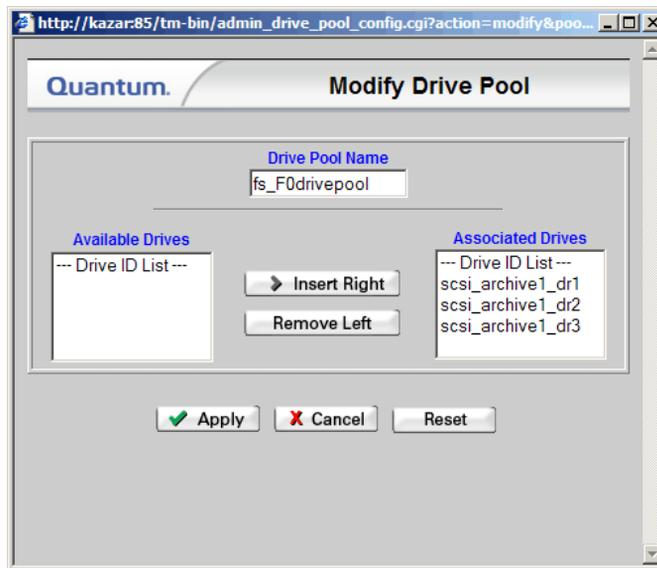 http://kazar:85/tm-bin/admin_drive_pool_config.cgi?action=modify&poo...
Quantum.
Modify Drive Pool
Drive Pool Name
fs_F0drivepool
Available Drives
--- Drive ID List ---
Insert Right
Remove Left
Associated Drives
--- Drive ID List ---
scsi_archive1_dr1
scsi_archive1_dr2
scsi_archive1_dr3
Apply
Cancel
Reset